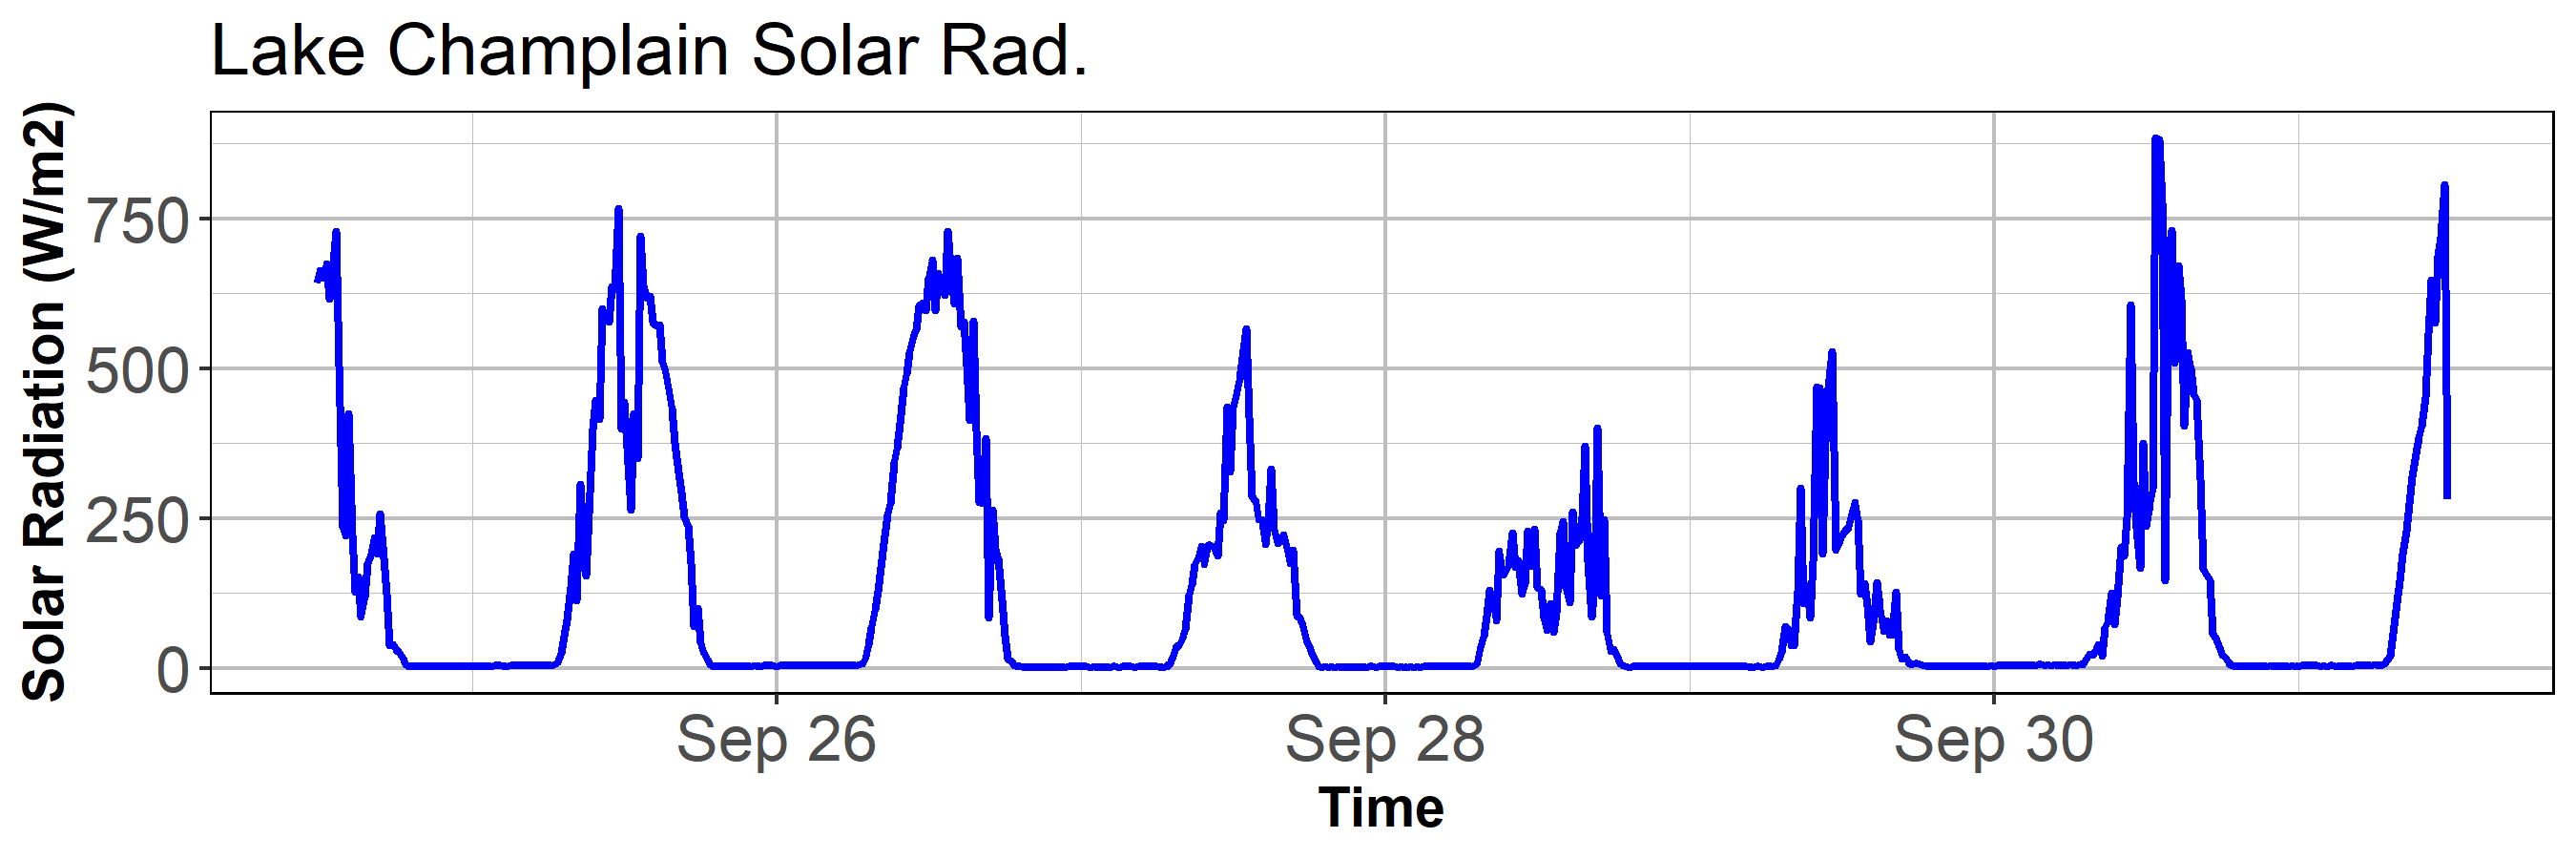 Lake Champlain Solar Rad.
Solar Radiation (W/m2)
750
500
250
0
Sep 26 Sep 28 Sep 30
Time